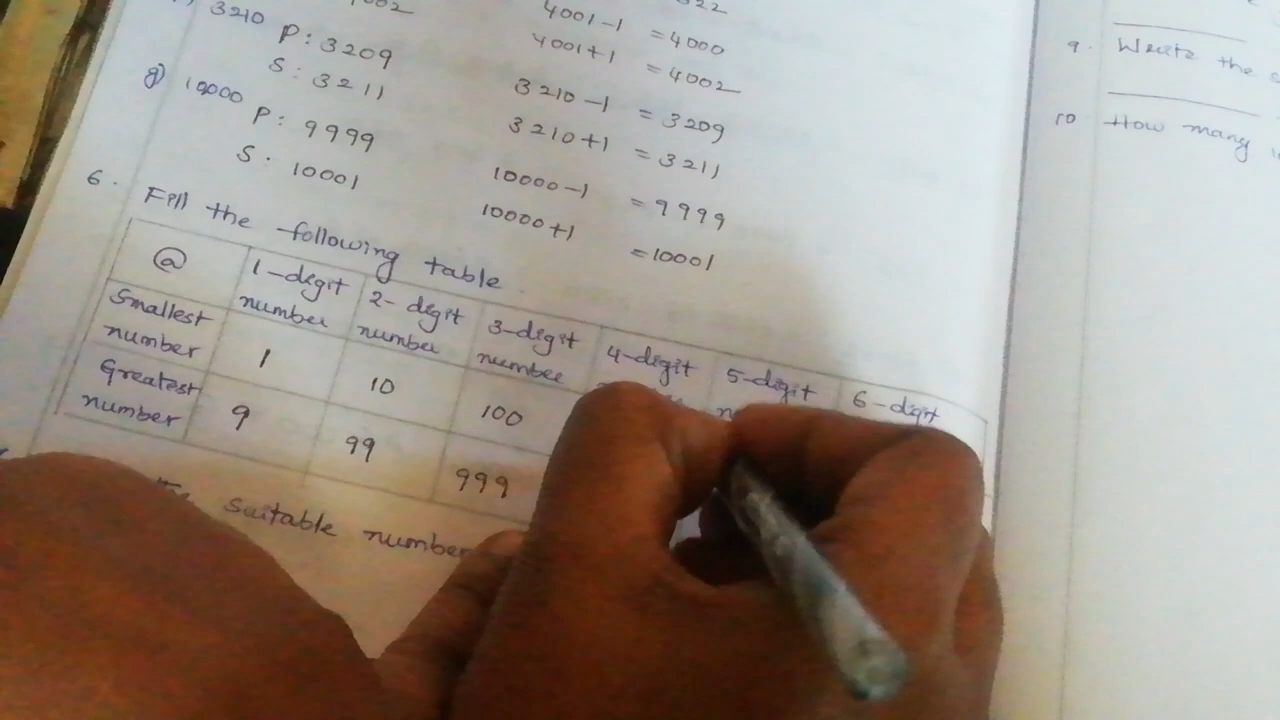 4001-1 =4000
3210
4001+1 =4002
P: 3209
S: 3211
3210-1 =3209
g) 10000
3210+1 =3211
P: 9999
S: 10001
10000-1 =9999
10000+1 =10001
6. Fill the following table.
@ 1-digit number 2-digit number 3-digit number 4-digit 5-digit 6-digit
Smallest number 1 10 100
Greatest number 9 99 999
suitable number
9. Write the
10 How many